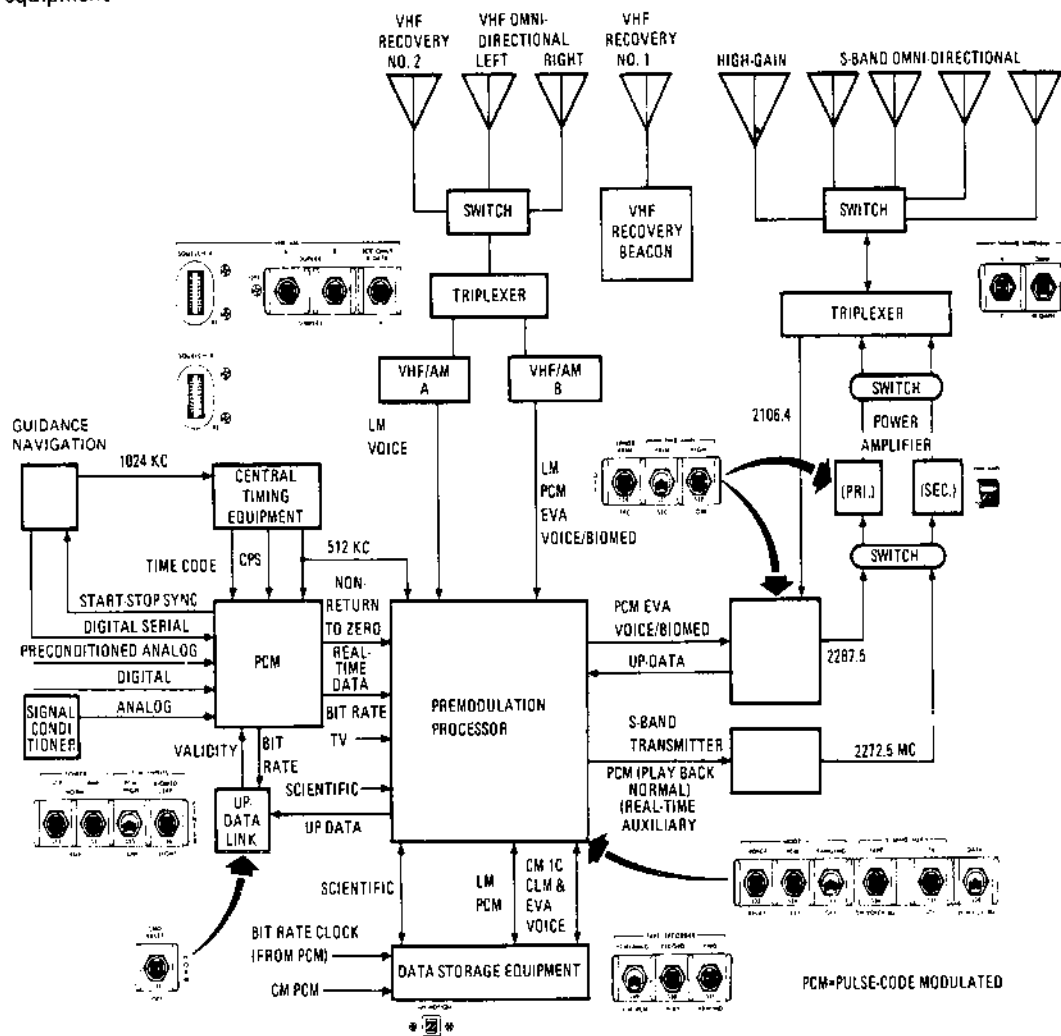 equipment
VHF
RECOVERY
NO. 2
VHF OMNI-
DIRECTIONAL
LEFT
RIGHT
VHF
RECOVERY
NO. 1
HIGH-GAIN
S-BAND OMNI-DIRECTIONAL
SWITCH
VHF
RECOVERY
BEACON
SWITCH
TRIPLEXER
TRIPLEXER
VHF/AM
A
VHF/AM
B
SWITCH
2106.4
POWER
AMPLIFIER
(PRI.)
(SEC.)
SWITCH
GUIDANCE
NAVIGATION
1024 KC
CENTRAL
TIMING
EQUIPMENT
LM
VOICE
LM
PCM
EVA
VOICE/BIOMED
512 KC
TIME CODE
CPS
START-STOP SYNC
DIGITAL SERIAL
PRECONDITIONED ANALOG
DIGITAL
ANALOG
SIGNAL
CONDI-
TIONER
PCM
NON-
RETURN
TO ZERO
REAL-
TIME
DATA
BIT RATE
TV
SCIENTIFIC
PREMODULATION
PROCESSOR
PCM EVA
VOICE/BIOMED
UP-DATA
2287.5
S-BAND
TRANSMITTER
2272.5 MC
PCM (PLAY BACK
NORMAL)
(REAL-TIME
AUXILIARY
VALIDITY
BIT
RATE
UP-
DATA
LINK
UP DATA
SCIENTIFIC
LM
PCM
CM 1C
CLM &
EVA
VOICE
BIT RATE CLOCK
(FROM PCM)
CM PCM
DATA STORAGE EQUIPMENT
PCM=PULSE-CODE MODULATED